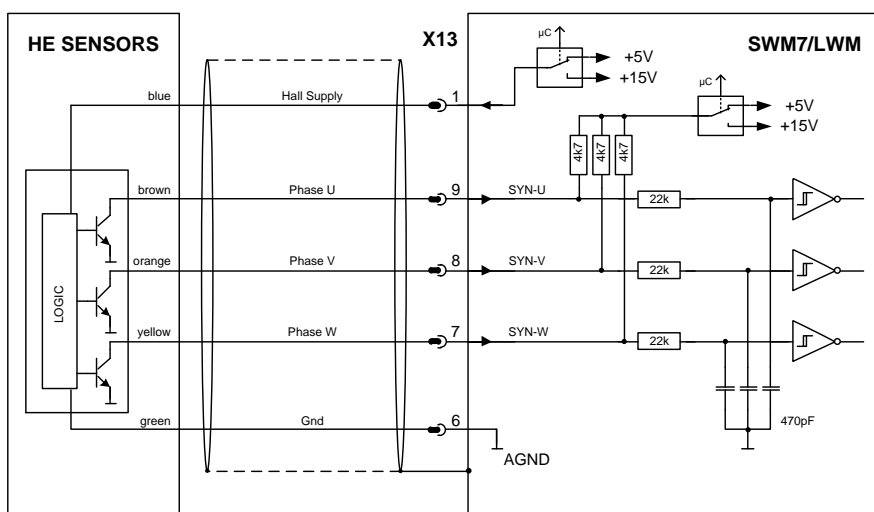 HE SENSORS
X13
SWM7/LWM
µC
+5V
+15V
µC
+5V
+15V
blue
Hall Supply
1
4k7
4k7
4k7
brown
Phase U
9
SYN-U
22k
LOGIC
orange
Phase V
8
SYN-V
22k
yellow
Phase W
7
SYN-W
22k
green
Gnd
6
470pF
AGND